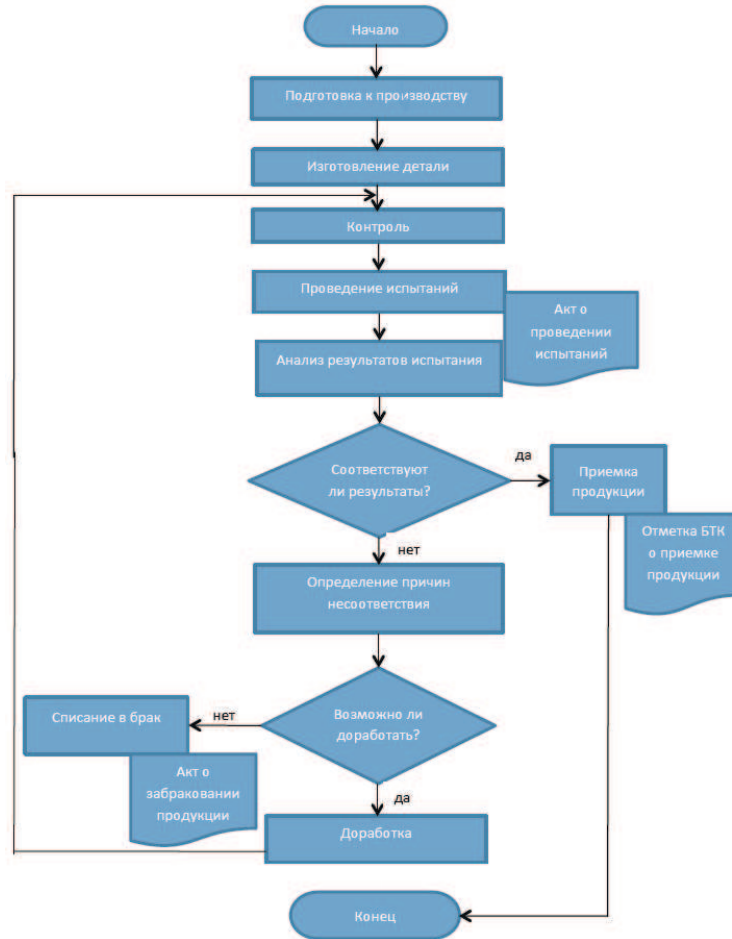 Начало
Подготовка к производству
Изготовление детали
Контроль
Проведение испытаний
Акт о
проведении
испытаний
Анализ результатов испытания
Соответствуют
ли результаты?
да
Приемка
продукции
Отметка БТК
о приемке
продукции
нет
Определение причин
несоответствия
Возможно ли
доработать?
нет
Списание в брак
Акт о
забраковании
продукции
да
Доработка
Конец